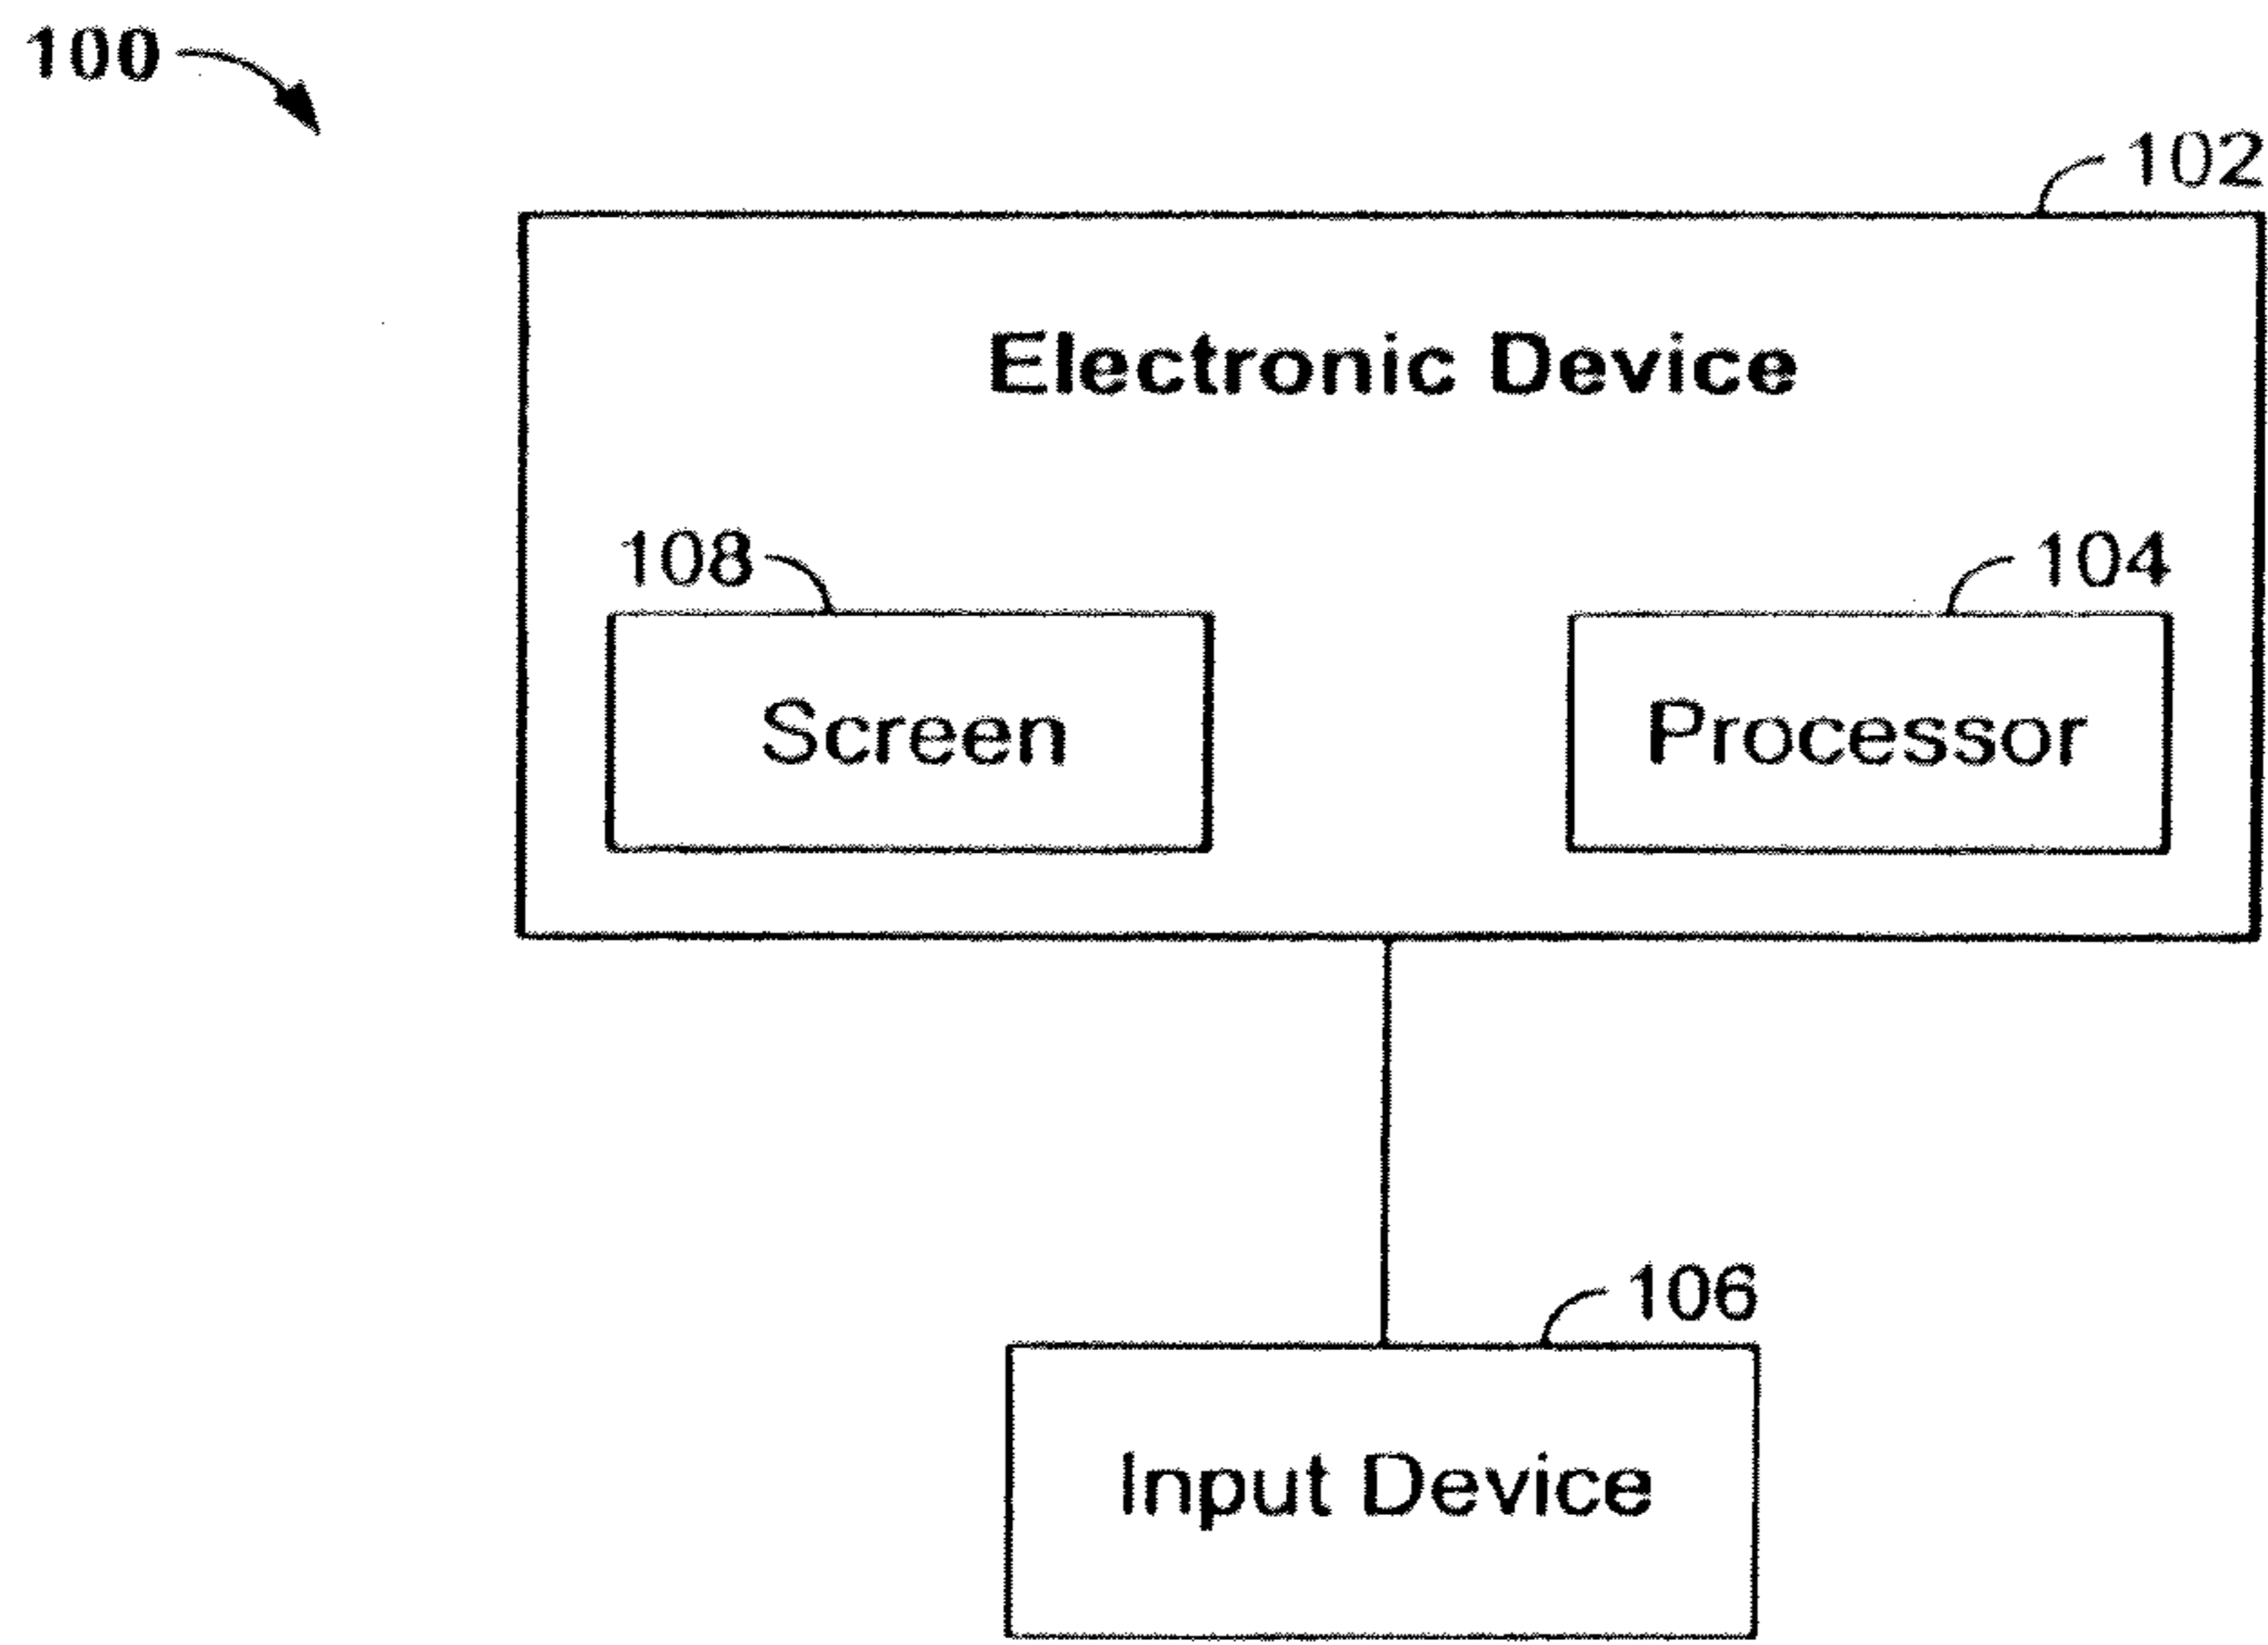 100
102
Electronic Device
108
104
Screen
Processor
106
Input Device